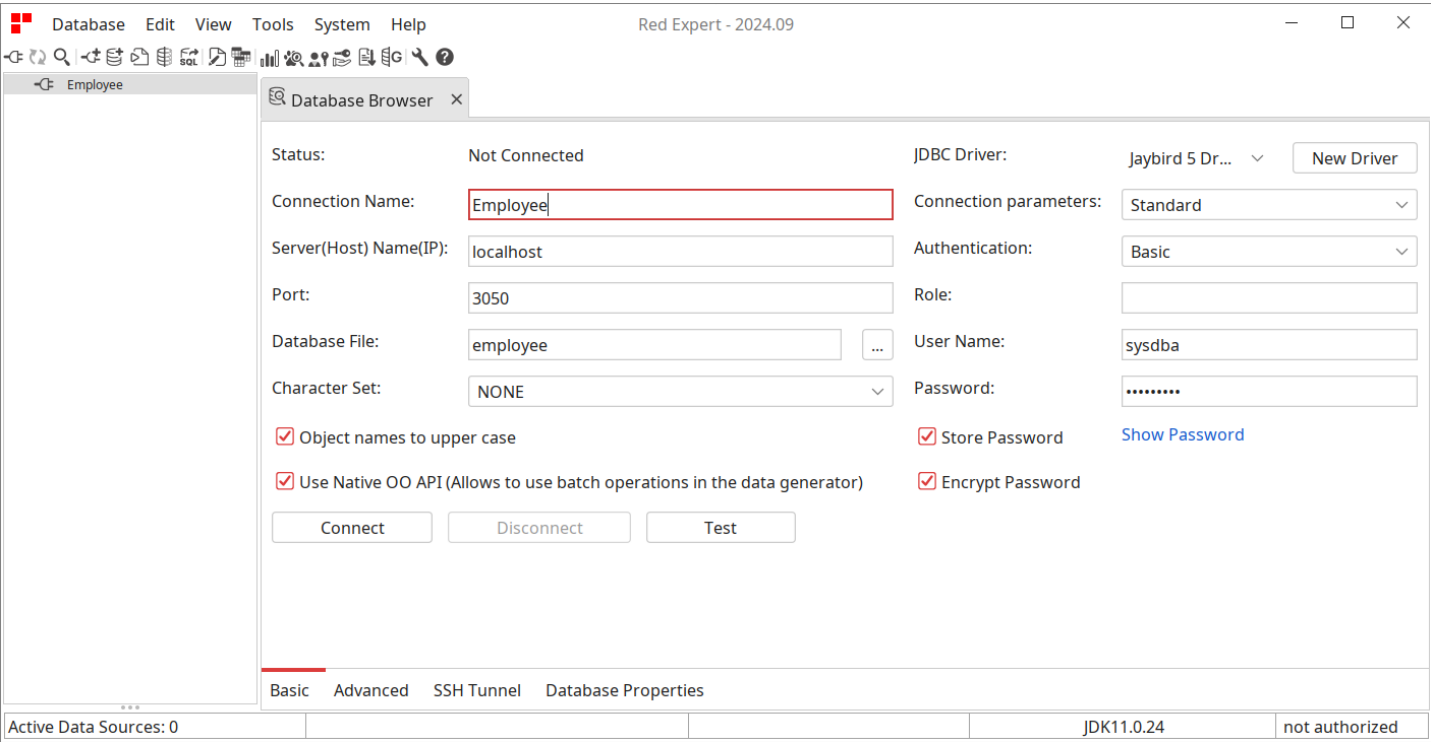 Database Edit View Tools System Help Red Expert - 2024.09
SQL G
Employee
Database Browser
Status: Not Connected JDBC Driver: Jaybird 5 Dr... New Driver
Connection Name: Employee Connection parameters: Standard
Server(Host) Name(IP): localhost Authentication: Basic
Port: 3050 Role:
Database File: employee ... User Name: sysdba
Character Set: NONE Password: •••••••••
Object names to upper case Store Password Show Password
Use Native OO API (Allows to use batch operations in the data generator) Encrypt Password
Connect Disconnect Test
Basic Advanced SSH Tunnel Database Properties
Active Data Sources: 0 JDK11.0.24 not authorized